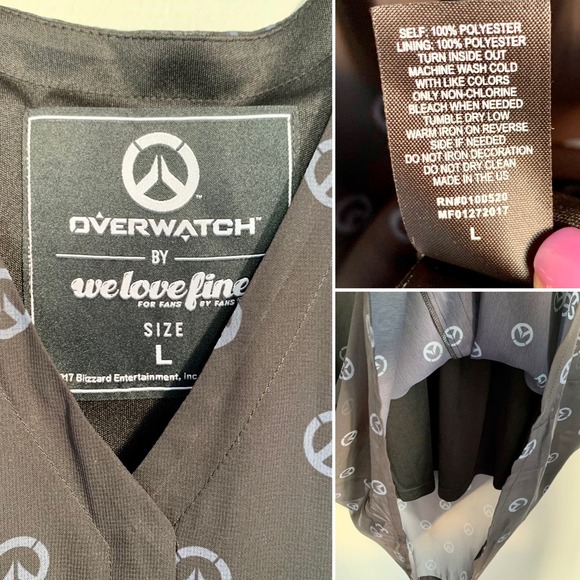 OVERWATCH™
BY
welovefine
FOR FANS BY FANS
SIZE
L
17 Blizzard Entertainment, Inc
SELF: 100% POLYESTER
LINING: 100% POLYESTER
TURN INSIDE OUT
MACHINE WASH COLD
WITH LIKE COLORS
ONLY NON-CHLORINE
BLEACH WHEN NEEDED
TUMBLE DRY LOW
WARM IRON ON REVERSE
SIDE IF NEEDED
DO NOT IRON DECORATION
DO NOT DRY CLEAN
MADE IN THE US
RN#0100520
MF01272017
L